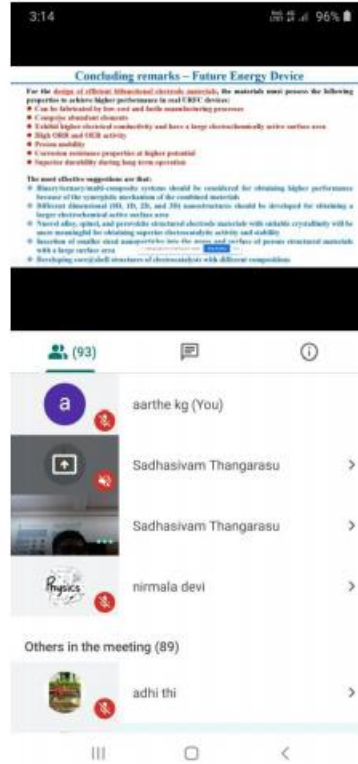 3:14
96%
Concluding remarks – Future Energy Device
For the design of efficient bifunctional electrode materials, the materials must possess the following
properties to achieve higher performance in real URFC devices:
Can be fabricated by low cost and facile manufacturing processes
Comprise abundant elements
Exhibit higher electrical conductivity and have a large electrochemically active surface area
High ORR and OER activity
Proton mobility
Corrosion resistance properties at higher potential
Superior durability during long term operation
The most effective suggestions are that:
Binary/ternary/multi-composite systems should be considered for obtaining higher performance
because of the synergistic mechanism of the combined materials
Different dimensional (0D, 1D, 2D, and 3D) nanostructures should be developed for obtaining a
larger electrochemical active surface area
Novel alloy, spinel, and perovskite structured electrode materials with suitable crystallinity will be
more meaningful for obtaining superior electrocatalytic activity and stability
Insertion of smaller sized nanoparticles into the pores and surface of porous structured materials
with a large surface area
Developing core@shell structures of electrocatalysts with different compositions
(93)
a
aarthe kg (You)
Sadhasivam Thangarasu
Sadhasivam Thangarasu
Physics
nirmala devi
Others in the meeting (89)
adhi thi